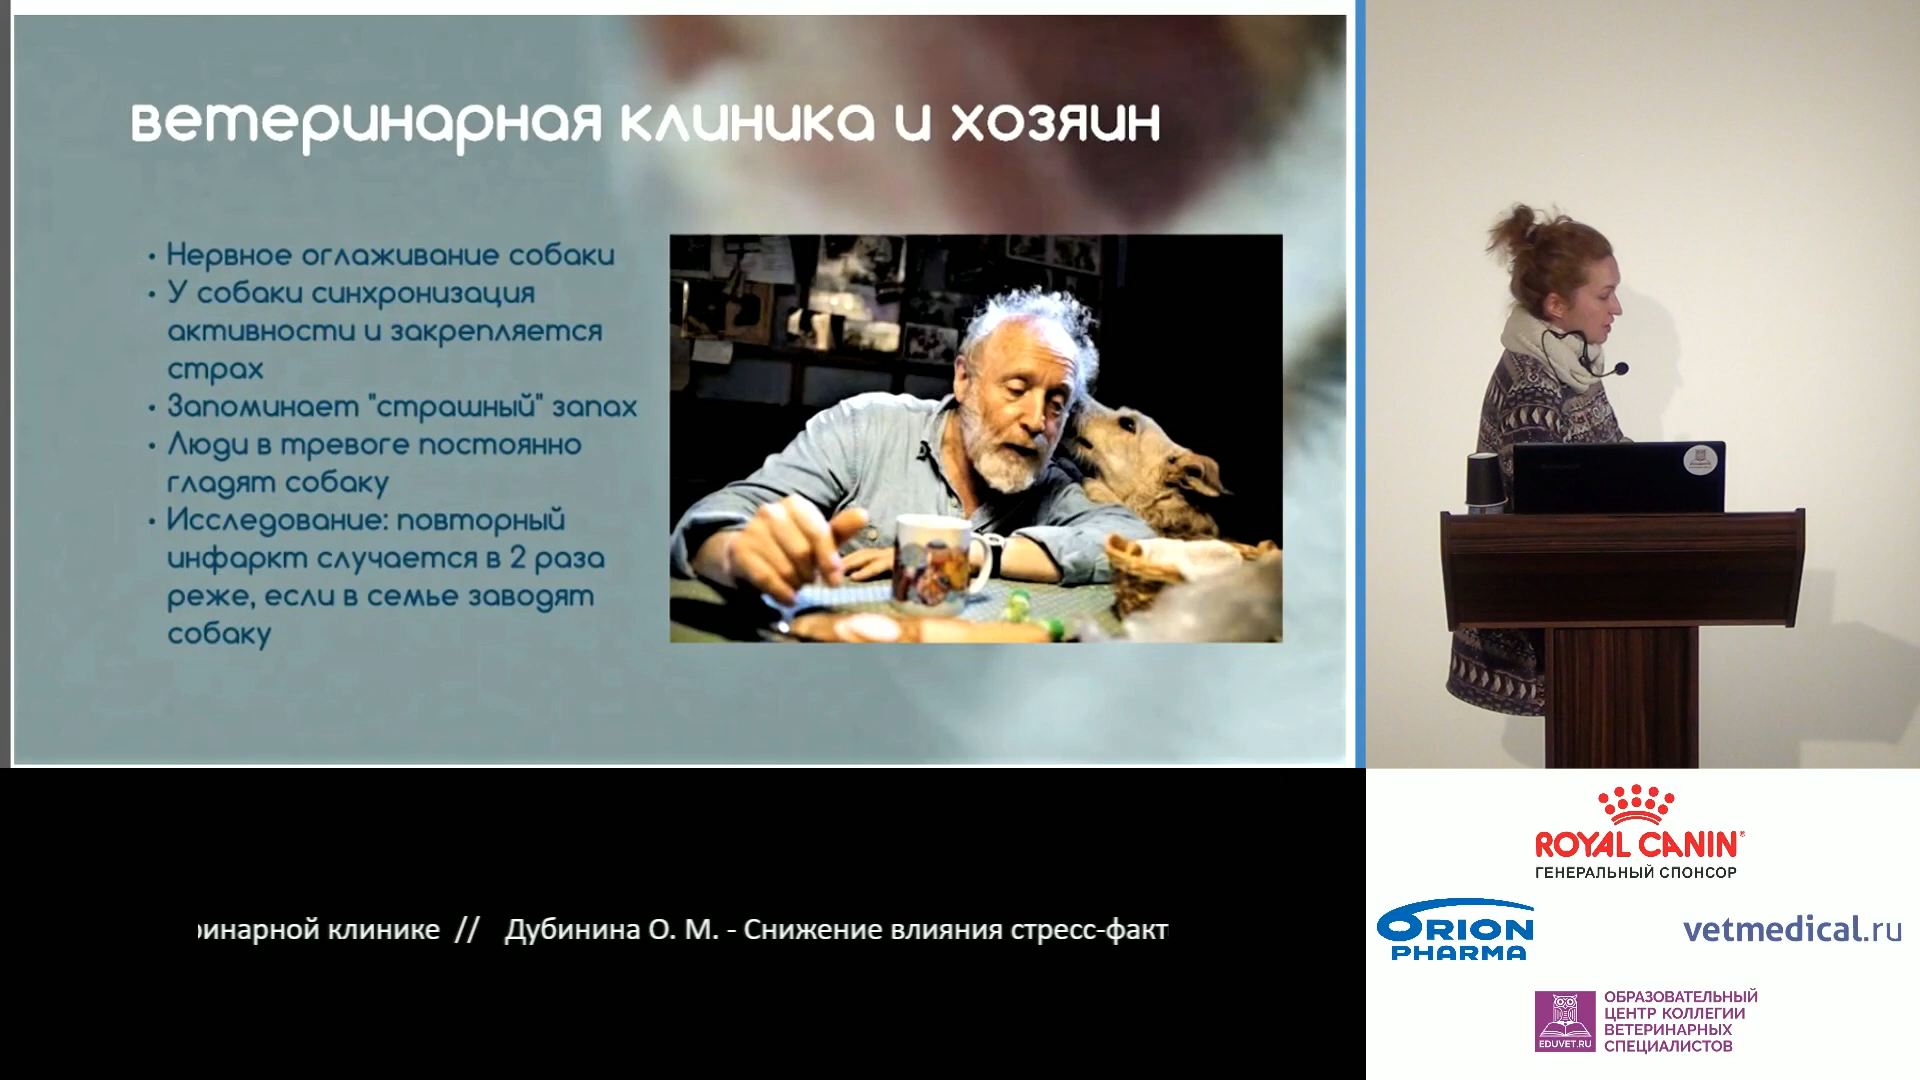 ветеринарная клиника и хозяин
• Нервное оглаживание собаки
• У собаки синхронизация
активности и закрепляется
страх
• Запоминает "страшный" запах
• Люди в тревоге постоянно
гладят собаку
• Исследование: повторный
инфаркт случается в 2 раза
реже, если в семье заводят
собаку
ринарной клинике // Дубинина О. М. - Снижение влияния стресс-факт
ROYAL CANIN
ГЕНЕРАЛЬНЫЙ СПОНСОР
ORION
PHARMA
vetmedical.ru
EDUVET.RU
ОБРАЗОВАТЕЛЬНЫЙ
ЦЕНТР КОЛЛЕГИИ
ВЕТЕРИНАРНЫХ
СПЕЦИАЛИСТОВ